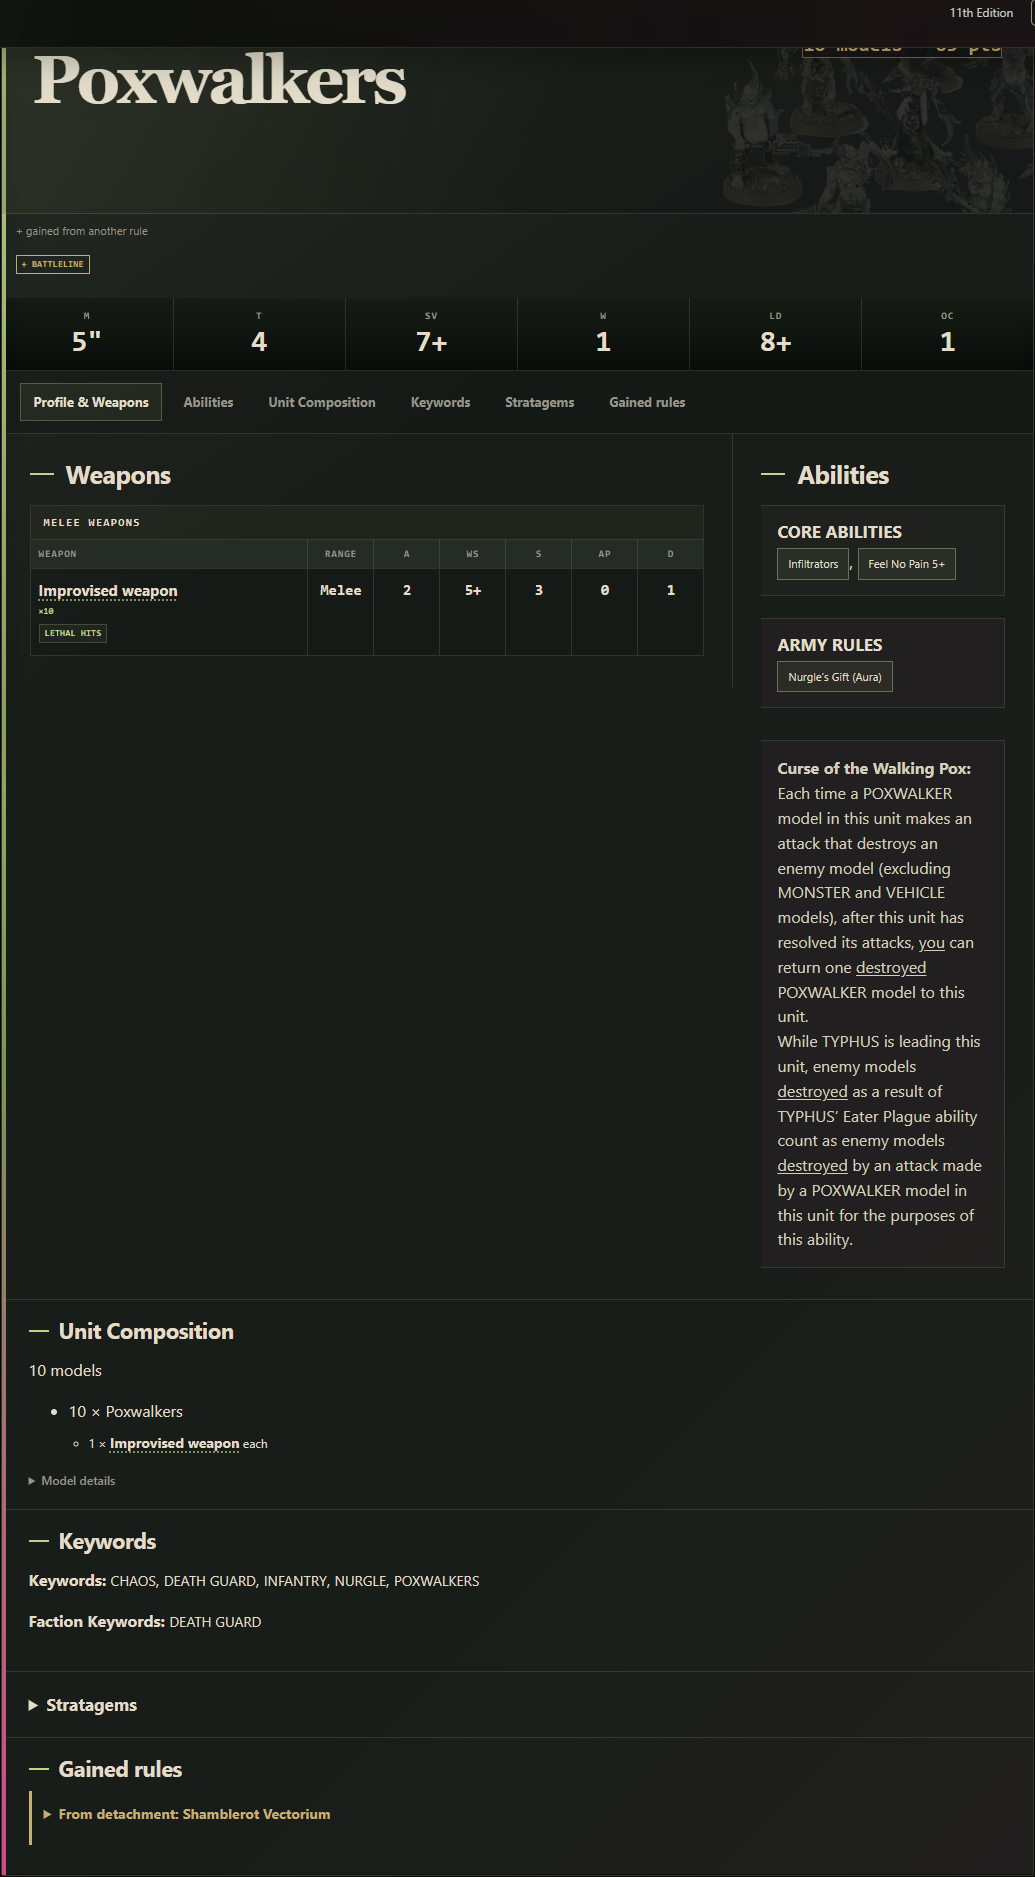 11th Edition
10 models 65 pts
Poxwalkers
+ gained from another rule
+ BATTLELINE
M
T
SV
W
LD
OC
5"
4
7+
1
8+
1
Profile & Weapons
Abilities
Unit Composition
Keywords
Stratagems
Gained rules
Weapons
MELEE WEAPONS
WEAPON RANGE A WS S AP D
Improvised weapon Melee 2 5+ 3 0 1
×10
LETHAL HITS
Abilities
CORE ABILITIES
Infiltrators, Feel No Pain 5+
ARMY RULES
Nurgle's Gift (Aura)
Curse of the Walking Pox:
Each time a POXWALKER
model in this unit makes an
attack that destroys an
enemy model (excluding
MONSTER and VEHICLE
models), after this unit has
resolved its attacks, you can
return one destroyed
POXWALKER model to this
unit.
While TYPHUS is leading this
unit, enemy models
destroyed as a result of
TYPHUS’ Eater Plague ability
count as enemy models
destroyed by an attack made
by a POXWALKER model in
this unit for the purposes of
this ability.
Unit Composition
10 models
• 10 × Poxwalkers
◦ 1 × Improvised weapon each
▶ Model details
Keywords
Keywords: CHAOS, DEATH GUARD, INFANTRY, NURGLE, POXWALKERS
Faction Keywords: DEATH GUARD
▶ Stratagems
Gained rules
▶ From detachment: Shamblerot Vectorium